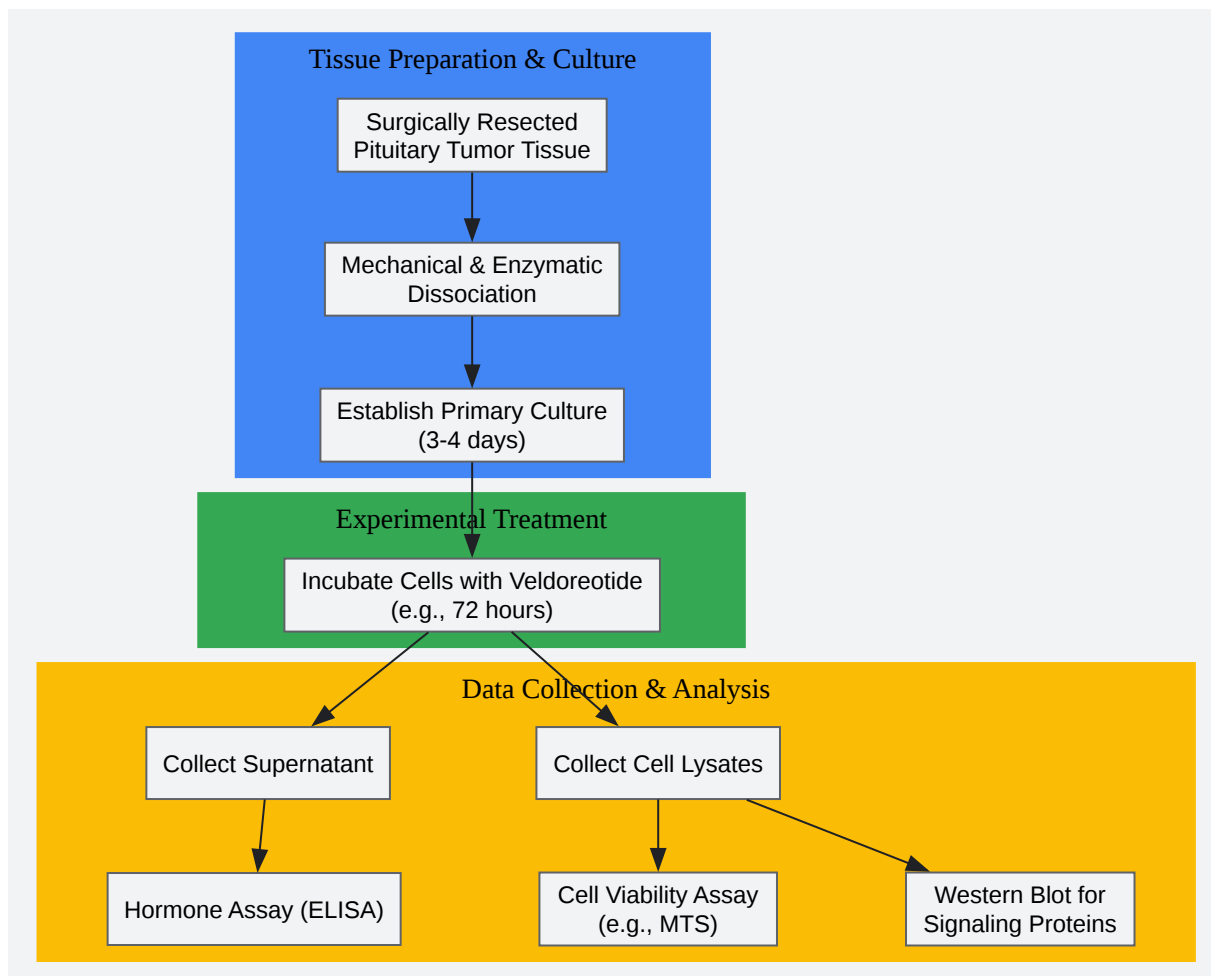 Tissue Preparation & Culture
Surgically Resected
Pituitary Tumor Tissue
Mechanical & Enzymatic
Dissociation
Establish Primary Culture
(3-4 days)
Experimental Treatment
Incubate Cells with Veldoreotide
(e.g., 72 hours)
Data Collection & Analysis
Collect Supernatant
Collect Cell Lysates
Hormone Assay (ELISA)
Cell Viability Assay
(e.g., MTS)
Western Blot for
Signaling Proteins